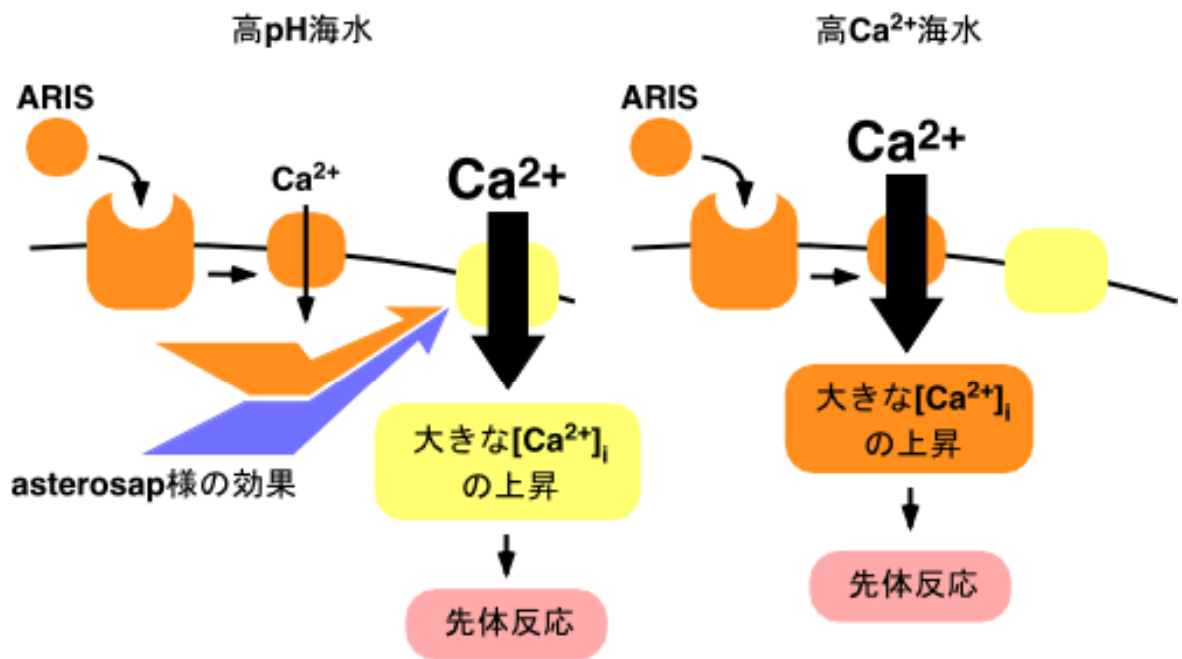 高pH海水
ARIS
Ca²⁺
Ca²⁺
asterosap様の効果
大きな[Ca²⁺]ᵢ
の上昇
先体反応
高Ca²⁺海水
ARIS
Ca²⁺
大きな[Ca²⁺]ᵢ
の上昇
先体反応